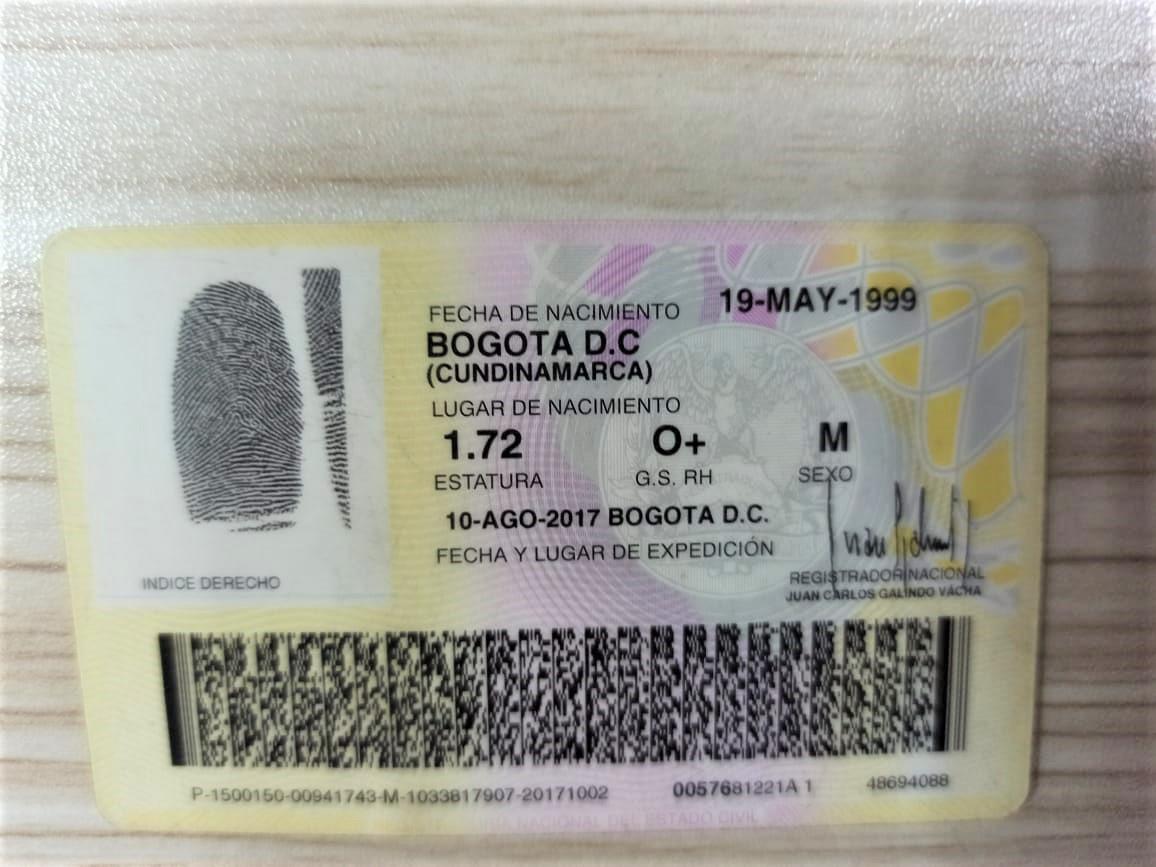 FECHA DE NACIMIENTO 19-MAY-1999
BOGOTA D.C
(CUNDINAMARCA)
LUGAR DE NACIMIENTO
1.72 O+ M
ESTATURA G.S. RH SEXO
10-AGO-2017 BOGOTA D.C.
FECHA Y LUGAR DE EXPEDICIÓN
INDICE DERECHO
REGISTRADOR NACIONAL
JUAN CARLOS GALINDO VÁCHA
P-1500150-00941743-M-1033817907-20171002 0057681221A 1 48694088
NACIONAL DEL ESTADO CIVIL